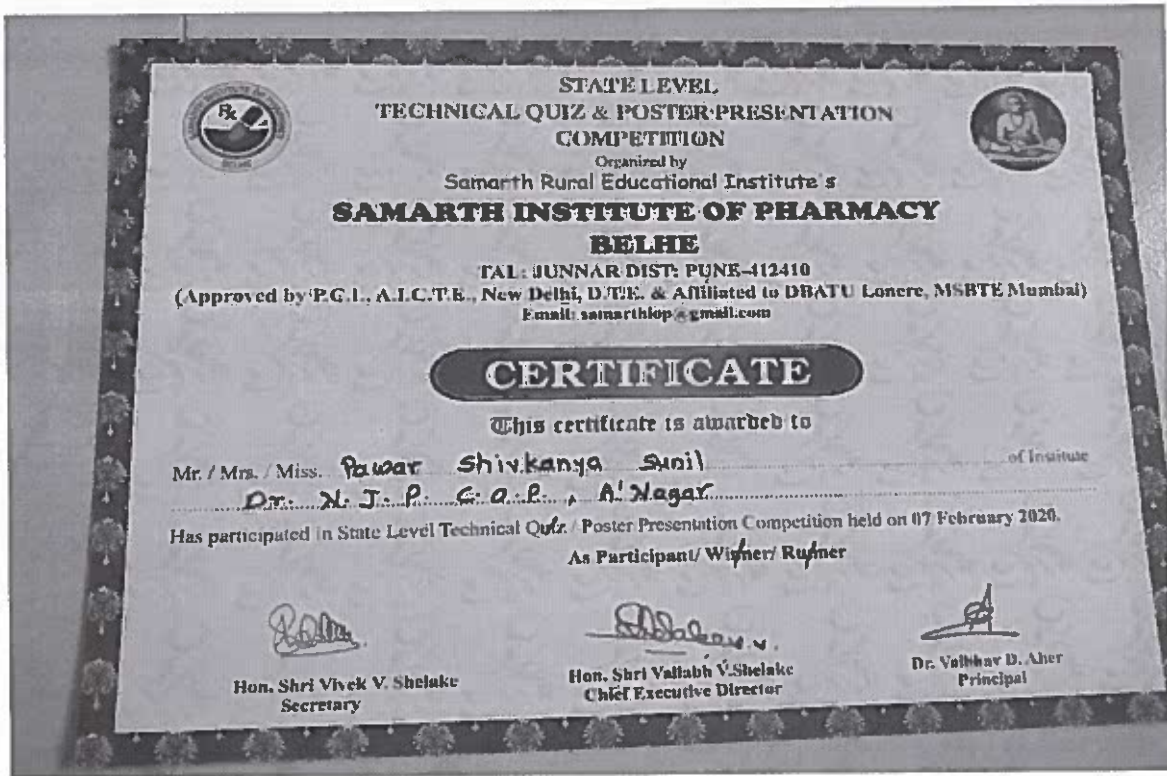 STATE LEVEL
TECHNICAL QUIZ & POSTER PRESENTATION
COMPETITION
Organized by
Samarth Rural Educational Institute's
SAMARTH INSTITUTE OF PHARMACY
BELHE
TAL: JUNNAR DIST: PUNE-412410
(Approved by P.C.I., A.I.C.T.E., New Delhi, D.T.E. & Affiliated to DBATU Lonere, MSBTE Mumbai)
Email: samarthiop@gmail.com
CERTIFICATE
This certificate is awarded to
Mr. / Mrs. / Miss. Pawar Shivkanya Sunil of Institute
Dr. N. J. P. C. O. P., A'Nagar
Has participated in State Level Technical Quiz / Poster Presentation Competition held on 07 February 2020.
As Participant/ Winner/ Runner
Hon. Shri Vivek V. Shelake
Secretary
Hon. Shri Vallabh V.Shelake
Chief Executive Director
Dr. Vaibhav D. Aher
Principal